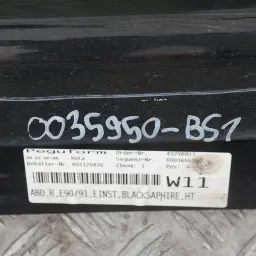 0035950-BS1
Peguform
Order-Nr.
Sequenz-Nr.
Behälter-Nr.
Ebene: 1
Pos:
W11
ABD,R,E90/91,EINST,BLACKSAPHIRE,HT